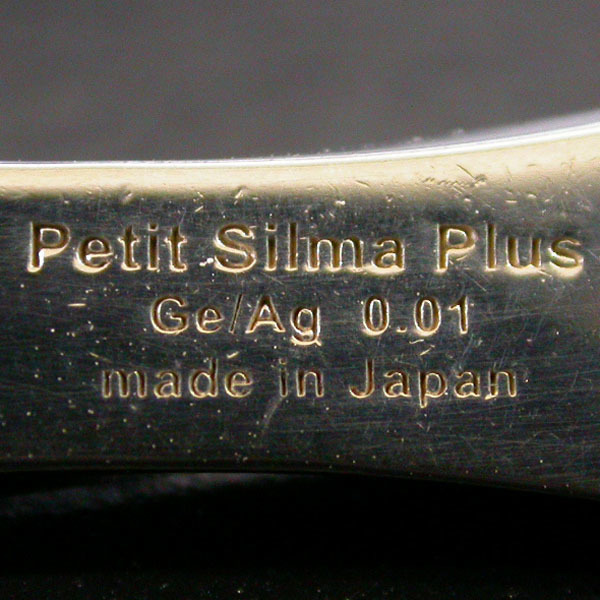 Petit Silma Plus
Ge/Ag 0.01
made in Japan